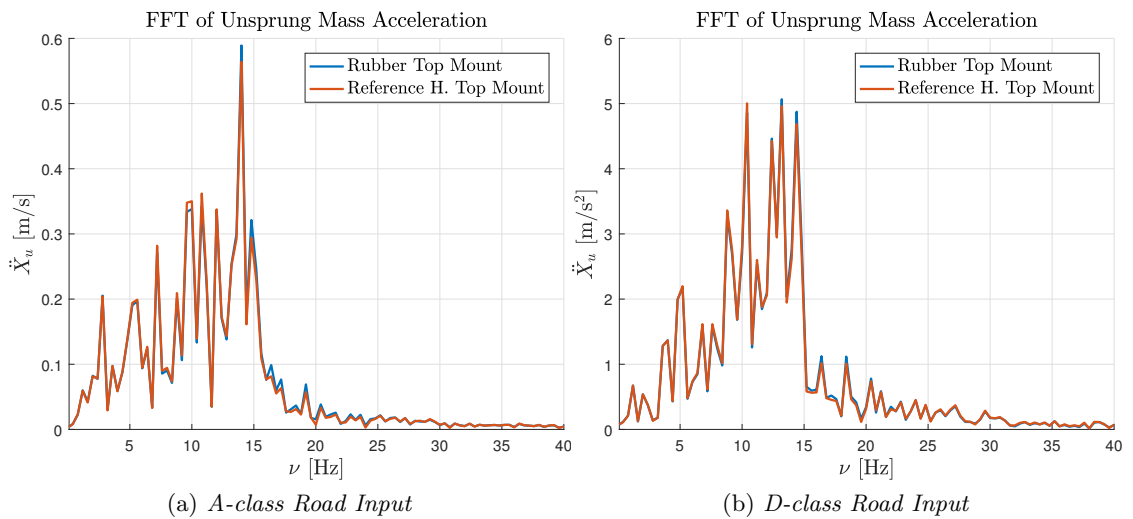 FFT of Unsprung Mass Acceleration
0.6
0.5
0.4
0.3
0.2
0.1
0
5 10 15 20 25 30 35 40
Ẍu [m/s]
ν [Hz]
Rubber Top Mount
Reference H. Top Mount
(a) A-class Road Input
FFT of Unsprung Mass Acceleration
6
5
4
3
2
1
0
5 10 15 20 25 30 35 40
Ẍu [m/s²]
ν [Hz]
Rubber Top Mount
Reference H. Top Mount
(b) D-class Road Input